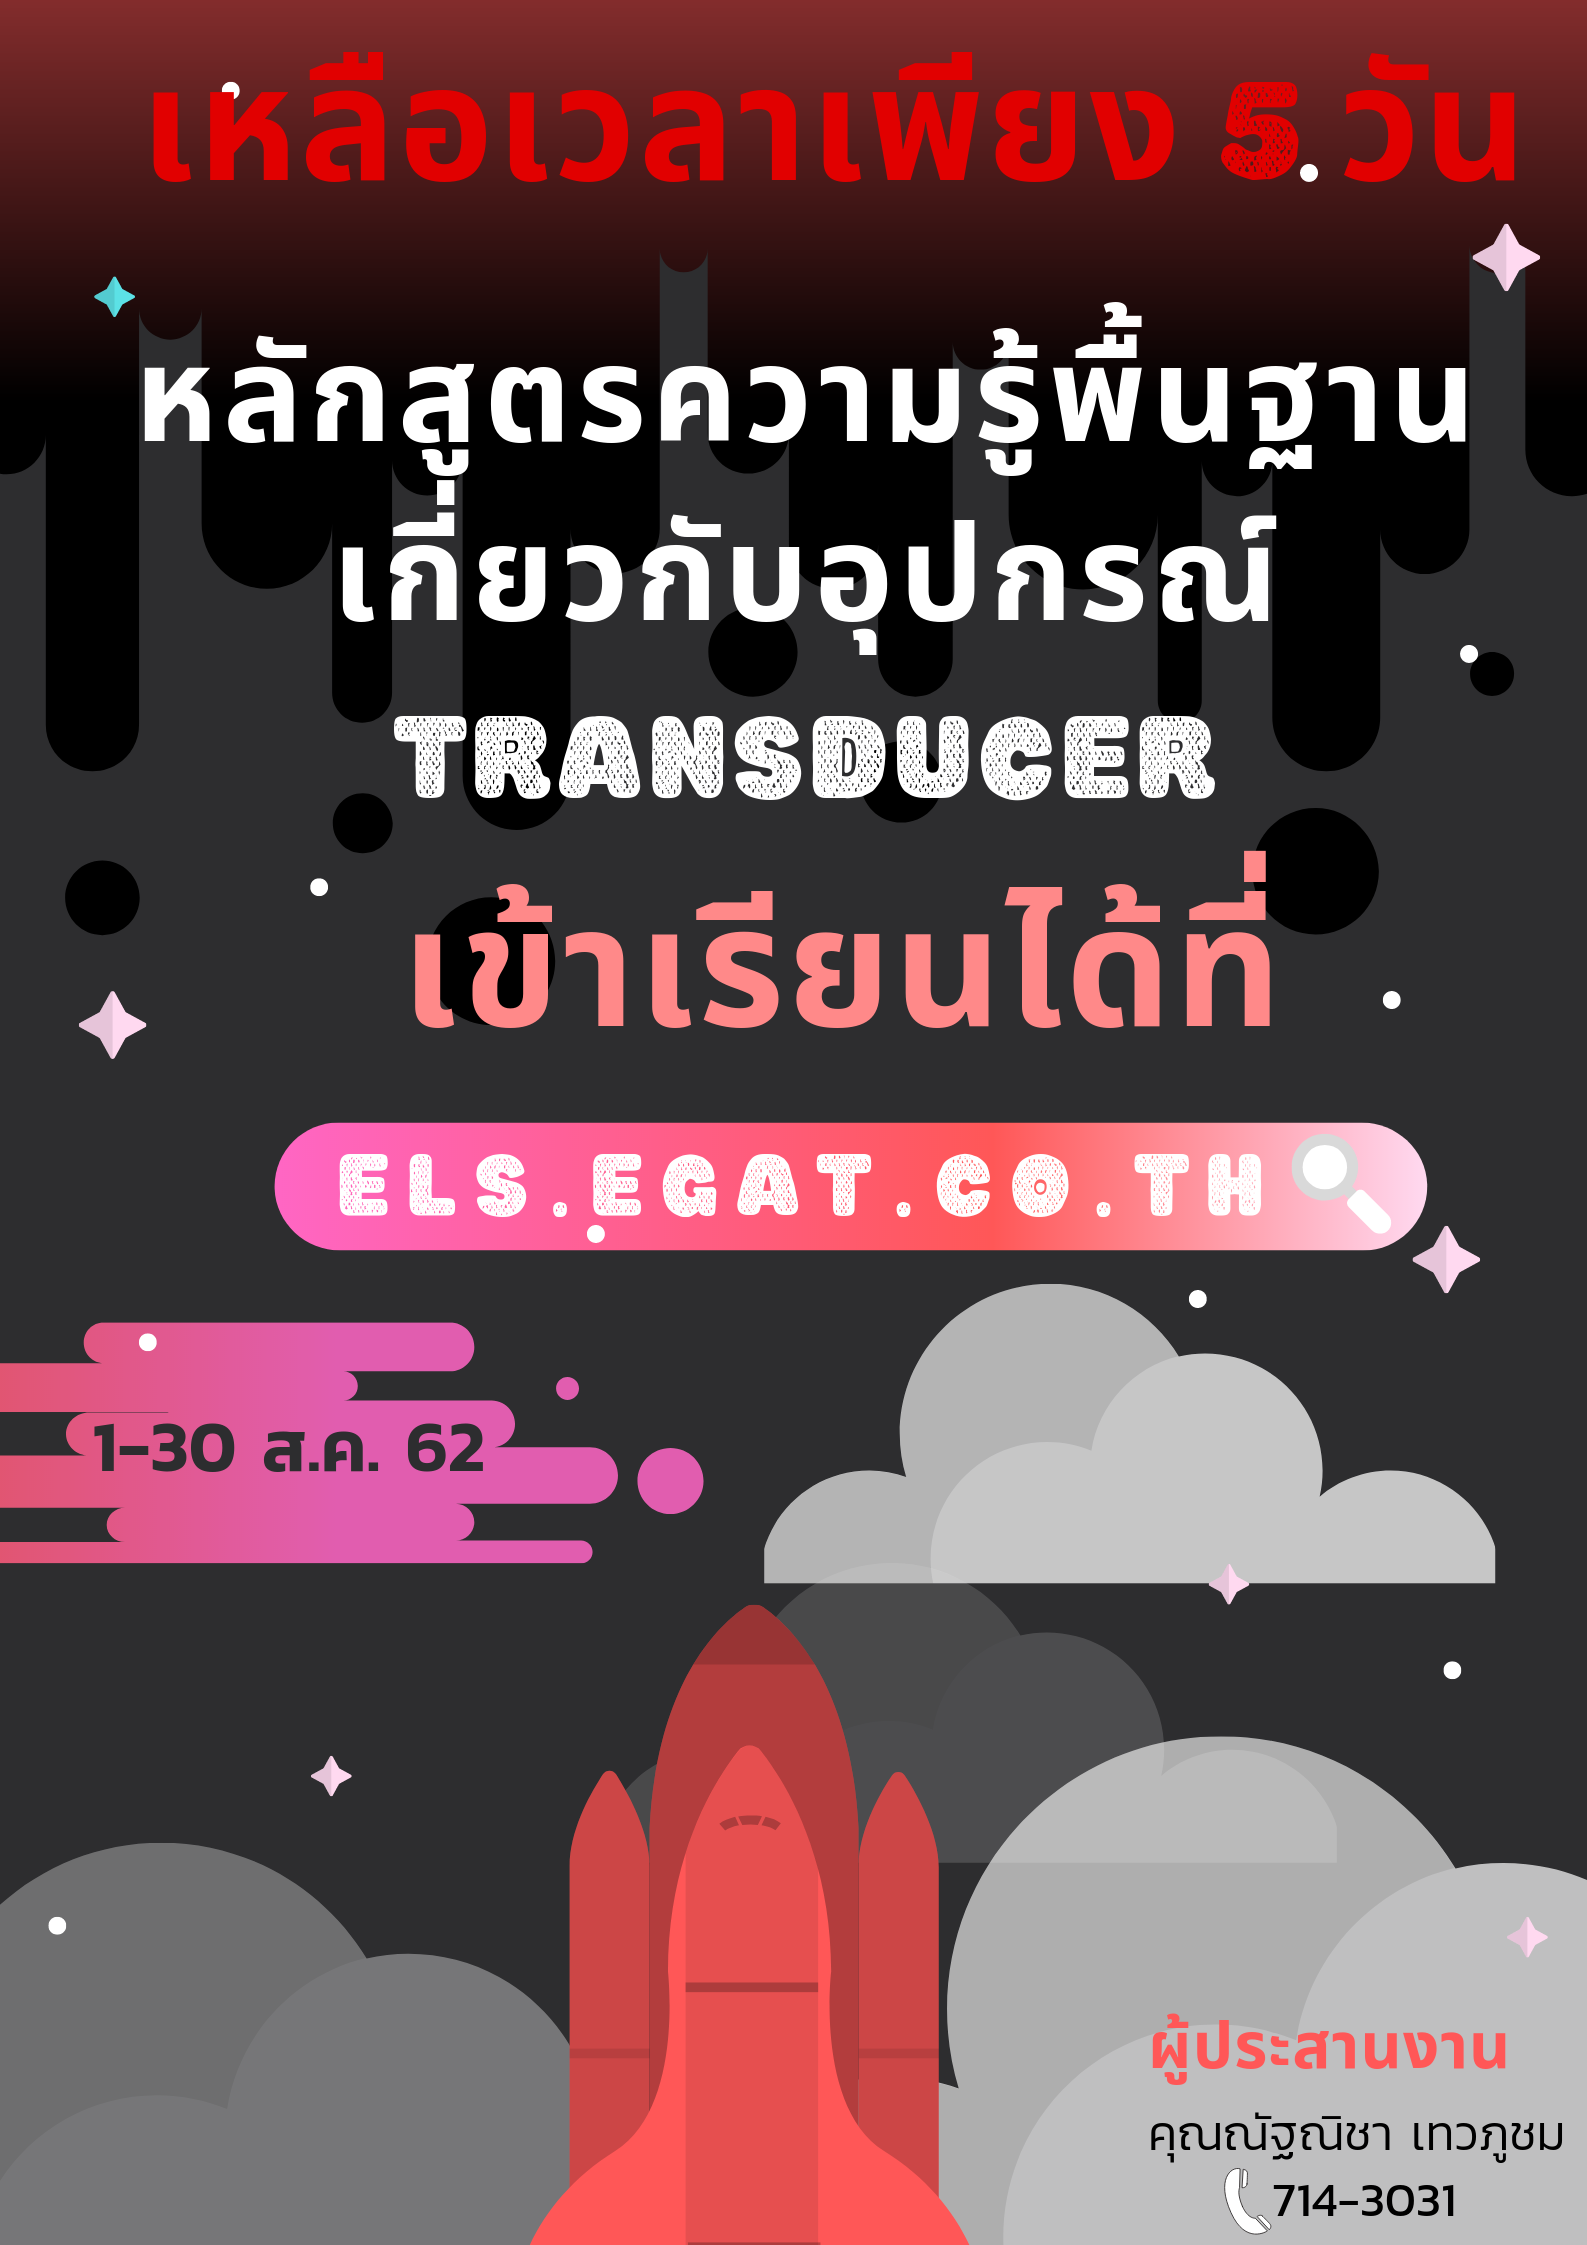 เหลือเวลาเพียง 5 วัน
หลักสูตรความรู้พื้นฐาน
เกี่ยวกับอุปกรณ์
TRANSDUCER
เข้าเรียนได้ที่
ELS.EGAT.CO.TH
1-30 ส.ค. 62
ผู้ประสานงาน
คุณณัฐณิชา เทวภูชม
714-3031